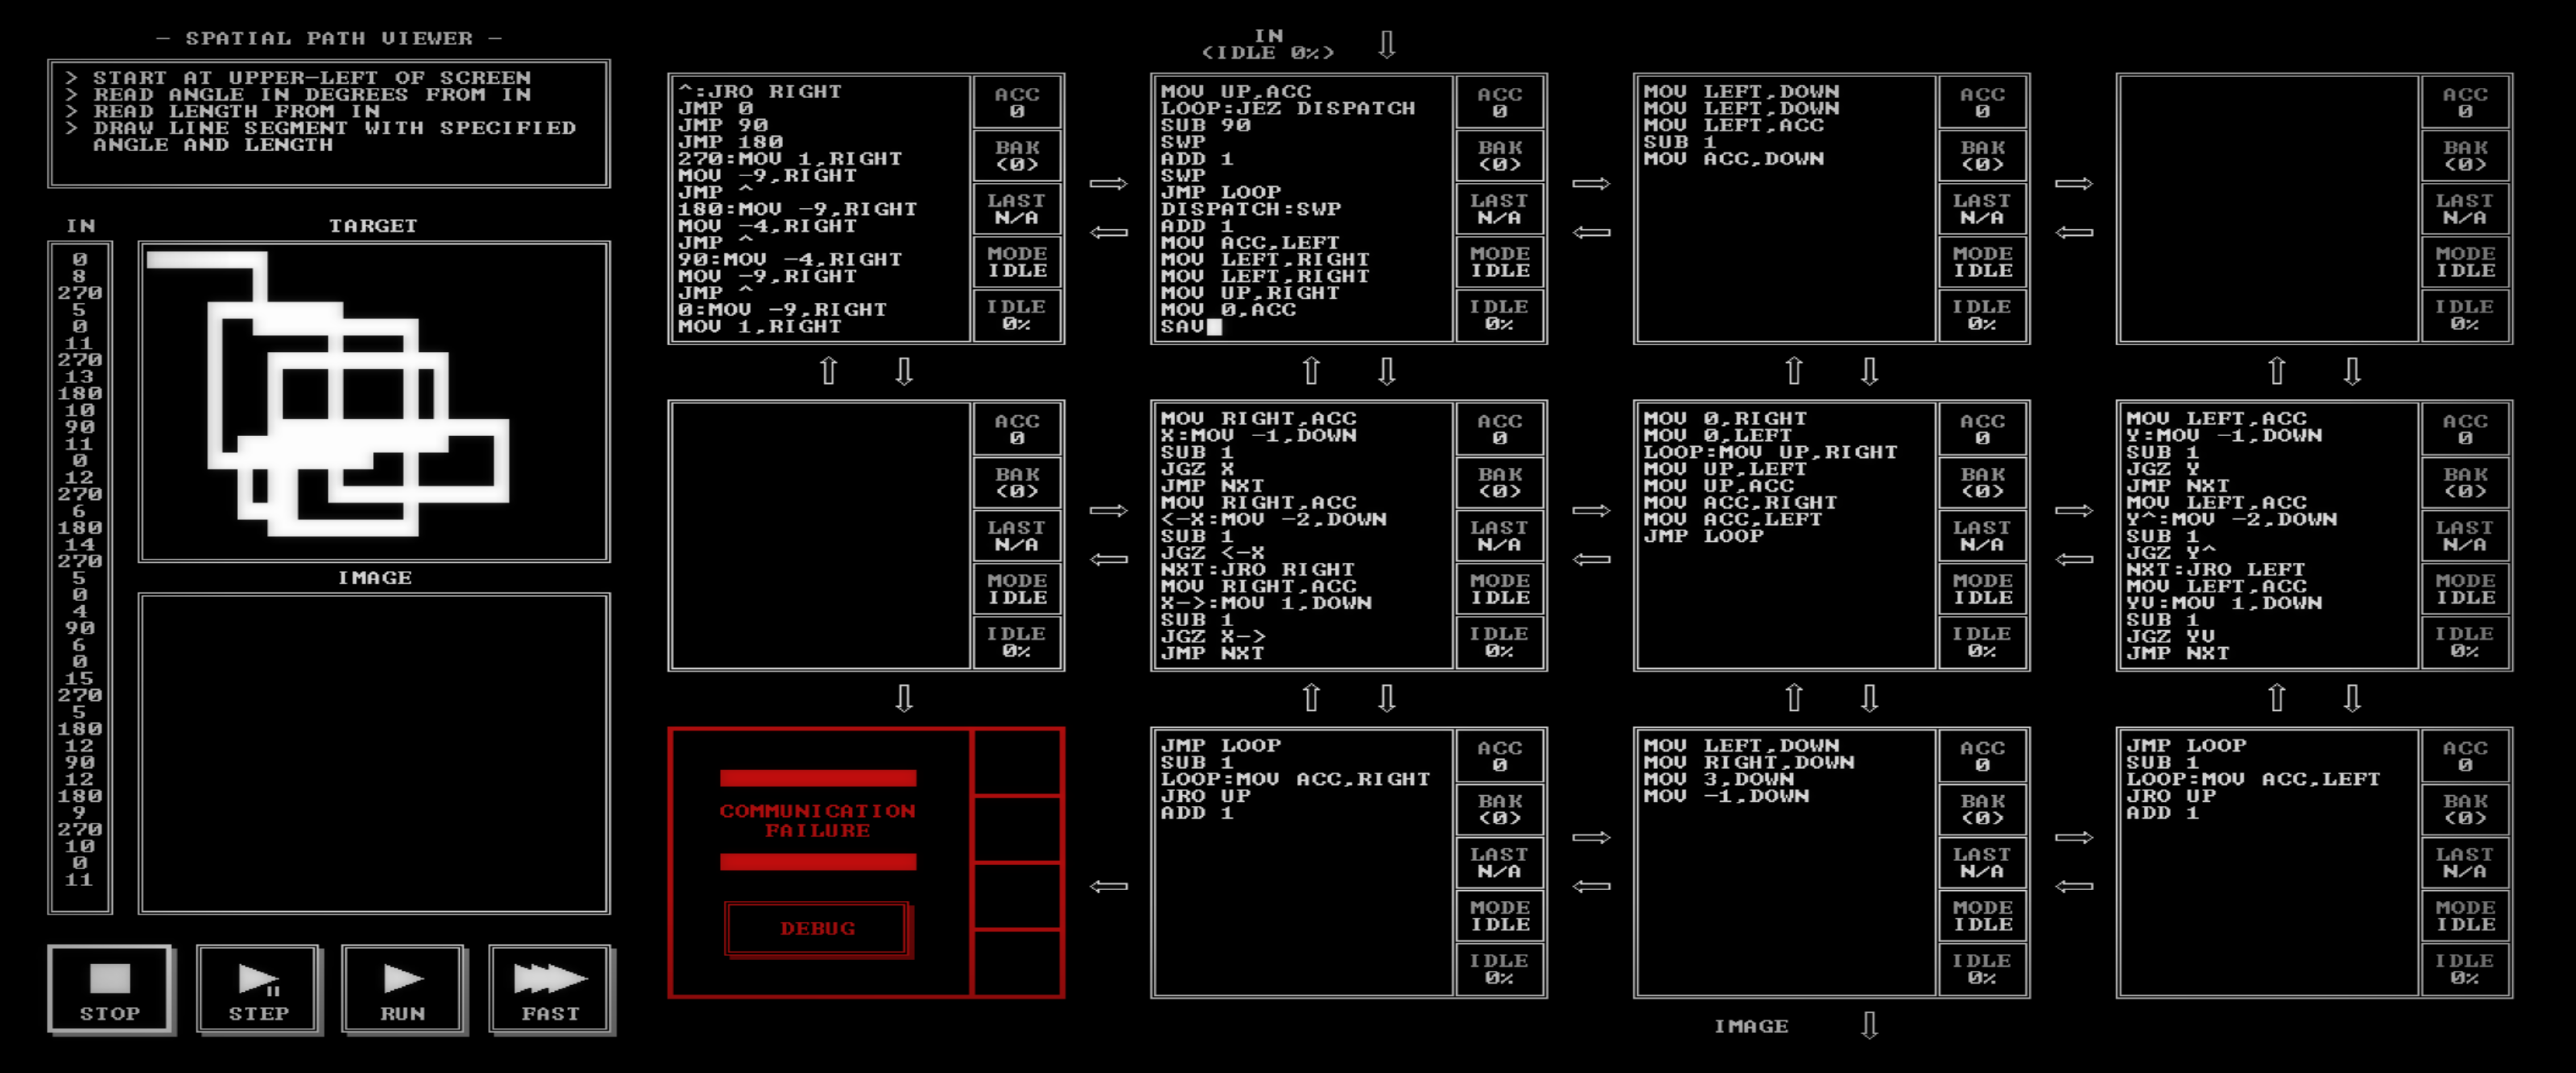 - SPATIAL PATH VIEWER -
> START AT UPPER-LEFT OF SCREEN
> READ ANGLE IN DEGREES FROM IN
> READ LENGTH FROM IN
> DRAW LINE SEGMENT WITH SPECIFIED
ANGLE AND LENGTH
IN
0
8
270
5
0
11
270
13
180
10
90
11
0
12
270
6
180
14
270
5
0
4
90
6
0
15
270
5
180
12
90
12
180
9
270
10
0
11
TARGET
IMAGE
STOP
STEP
RUN
FAST
IN
(IDLE 0%)
^:JRO RIGHT
JMP 0
JMP 90
JMP 180
270:MOV 1,RIGHT
MOV -9,RIGHT
JMP ^
180:MOV -9,RIGHT
MOV -4,RIGHT
JMP ^
90:MOV -4,RIGHT
MOV -9,RIGHT
JMP ^
0:MOV -9,RIGHT
MOV 1,RIGHT
ACC
0
BAK
(0)
LAST
N/A
MODE
IDLE
IDLE
0%
MOV UP,ACC
LOOP:JEZ DISPATCH
SUB 90
SWP
ADD 1
SWP
JMP LOOP
DISPATCH:SWP
ADD 1
MOV ACC,LEFT
MOV LEFT,RIGHT
MOV LEFT,RIGHT
MOV UP,RIGHT
MOV 0,ACC
SAV
ACC
0
BAK
(0)
LAST
N/A
MODE
IDLE
IDLE
0%
MOV LEFT,DOWN
MOV LEFT,DOWN
MOV LEFT,ACC
SUB 1
MOV ACC,DOWN
ACC
0
BAK
(0)
LAST
N/A
MODE
IDLE
IDLE
0%
ACC
0
BAK
(0)
LAST
N/A
MODE
IDLE
IDLE
0%
ACC
0
BAK
(0)
LAST
N/A
MODE
IDLE
IDLE
0%
MOV RIGHT,ACC
X:MOV -1,DOWN
SUB 1
JGZ X
JMP NXT
MOV RIGHT,ACC
<-X:MOV -2,DOWN
SUB 1
JGZ <-X
NXT:JRO RIGHT
MOV RIGHT,ACC
X->:MOV 1,DOWN
SUB 1
JGZ X->
JMP NXT
ACC
0
BAK
(0)
LAST
N/A
MODE
IDLE
IDLE
0%
MOV 0,RIGHT
MOV 0,LEFT
LOOP:MOV UP,RIGHT
MOV UP,LEFT
MOV UP,ACC
MOV ACC,RIGHT
MOV ACC,LEFT
JMP LOOP
ACC
0
BAK
(0)
LAST
N/A
MODE
IDLE
IDLE
0%
MOV LEFT,ACC
Y:MOV -1,DOWN
SUB 1
JGZ Y
JMP NXT
MOV LEFT,ACC
Y^:MOV -2,DOWN
SUB 1
JGZ Y^
NXT:JRO LEFT
MOV LEFT,ACC
YV:MOV 1,DOWN
SUB 1
JGZ YV
JMP NXT
ACC
0
BAK
(0)
LAST
N/A
MODE
IDLE
IDLE
0%
COMMUNICATION
FAILURE
DEBUG
JMP LOOP
SUB 1
LOOP:MOV ACC,RIGHT
JRO UP
ADD 1
ACC
0
BAK
(0)
LAST
N/A
MODE
IDLE
IDLE
0%
MOV LEFT,DOWN
MOV RIGHT,DOWN
MOV 3,DOWN
MOV -1,DOWN
ACC
0
BAK
(0)
LAST
N/A
MODE
IDLE
IDLE
0%
JMP LOOP
SUB 1
LOOP:MOV ACC,LEFT
JRO UP
ADD 1
ACC
0
BAK
(0)
LAST
N/A
MODE
IDLE
IDLE
0%
IMAGE